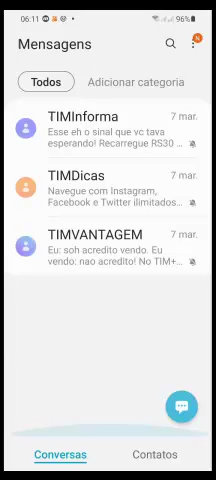 06:11 96%
Mensagens
N
Todos Adicionar categoria
TIMInforma 7 mar.
Esse eh o sinal que vc tava
esperando! Recarregue RS30 ...
TIMDicas 7 mar.
Navegue com Instagram,
Facebook e Twitter ilimitados...
TIMVANTAGEM 7 mar.
Eu: soh acredito vendo. Eu
vendo: nao acredito! No TIM+...
Conversas Contatos